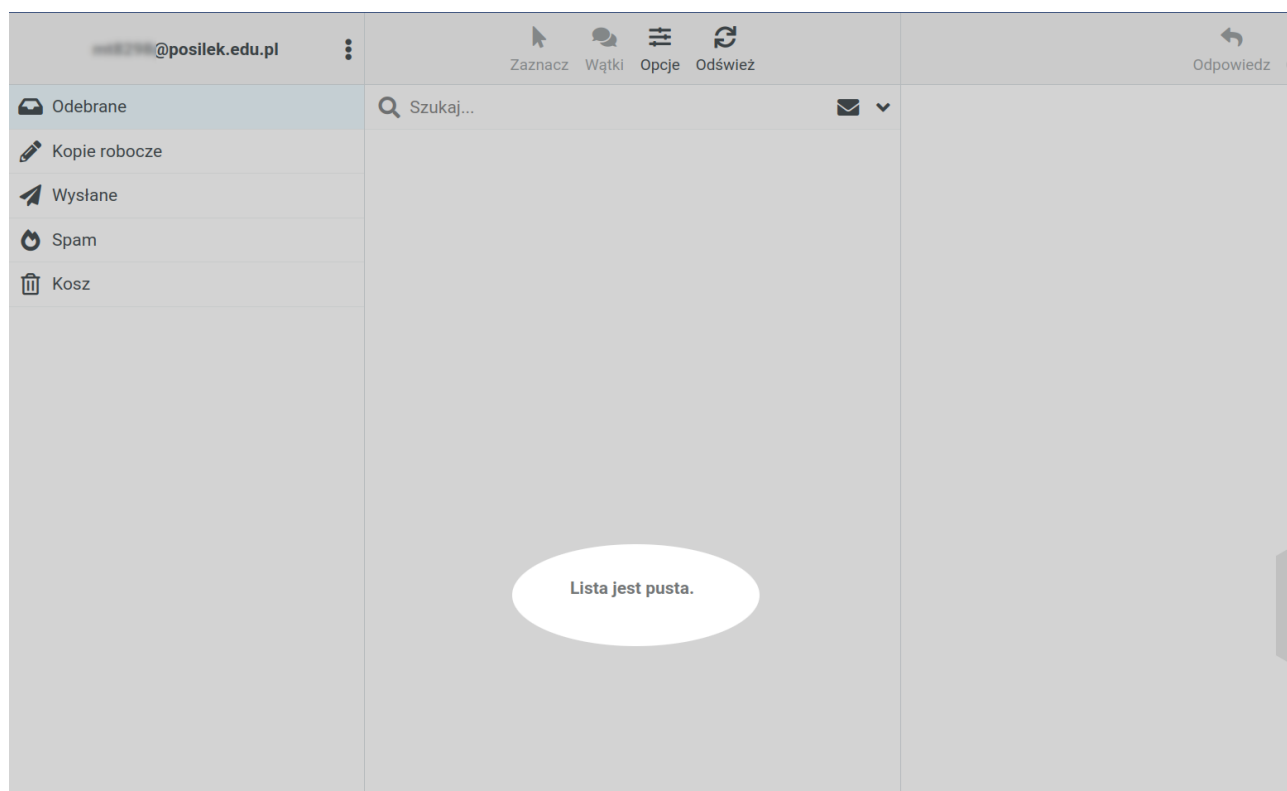 @posilek.edu.pl
Zaznacz Wątki Opcje Odśwież
Odpowiedz
Odebrane
Szukaj...
Kopie robocze
Wysłane
Spam
Kosz
Lista jest pusta.